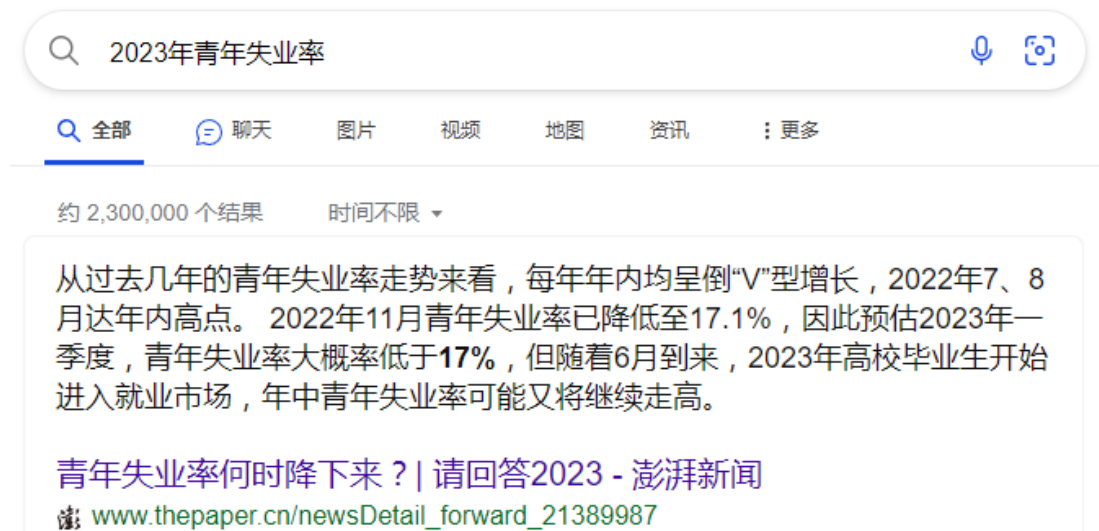 2023年青年失业率
全部 聊天 图片 视频 地图 资讯 更多
约 2,300,000 个结果 时间不限
从过去几年的青年失业率走势来看，每年年内均呈倒“V”型增长，2022年7、8
月达年内高点。 2022年11月青年失业率已降低至17.1%，因此预估2023年一
季度，青年失业率大概率低于17%，但随着6月到来，2023年高校毕业生开始
进入就业市场，年中青年失业率可能又将继续走高。
青年失业率何时降下来？| 请回答2023 - 澎湃新闻
www.thepaper.cn/newsDetail_forward_21389987